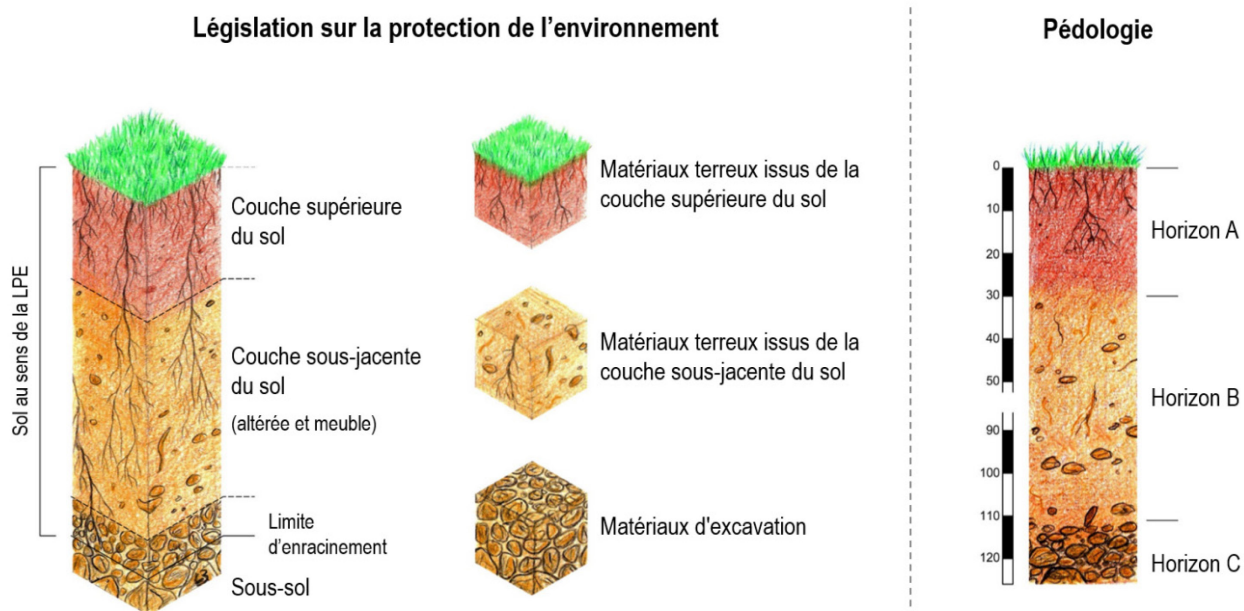 Législation sur la protection de l’environnement
Sol au sens de la LPE
Couche supérieure
du sol
Couche sous-jacente
du sol
(altérée et meuble)
Limite
d’enracinement
Sous-sol
Matériaux terreux issus de la
couche supérieure du sol
Matériaux terreux issus de la
couche sous-jacente du sol
Matériaux d'excavation
Pédologie
0
10
20
30
40
50
90
100
110
120
Horizon A
Horizon B
Horizon C